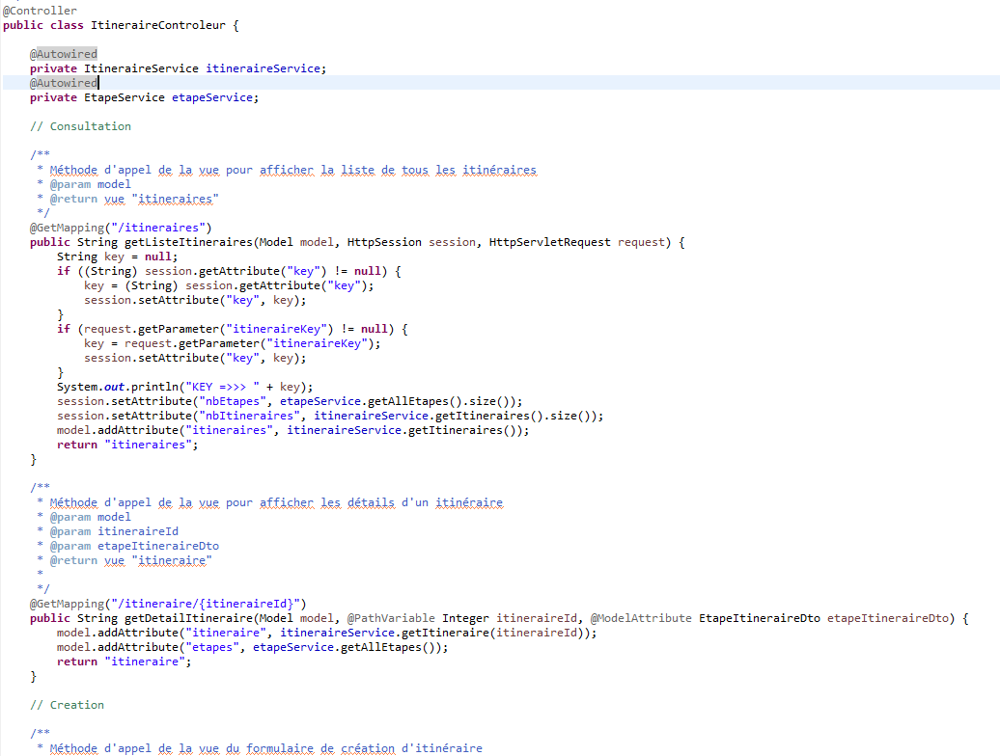 @Controller
public class ItineraireControleur {
@Autowired
private ItineraireService itineraireService;
@Autowired
private EtapeService etapeService;
// Consultation
/**
* Méthode d'appel de la vue pour afficher la liste de tous les itinéraires
* @param model
* @return vue "itineraires"
*/
@GetMapping("/itineraires")
public String getListeItineraires(Model model, HttpSession session, HttpServletRequest request) {
String key = null;
if ((String) session.getAttribute("key") != null) {
key = (String) session.getAttribute("key");
session.setAttribute("key", key);
}
if (request.getParameter("itineraireKey") != null) {
key = request.getParameter("itineraireKey");
session.setAttribute("key", key);
}
System.out.println("KEY =>>> " + key);
session.setAttribute("nbEtapes", etapeService.getAllEtapes().size());
session.setAttribute("nbItineraires", itineraireService.getItineraires().size());
model.addAttribute("itineraires", itineraireService.getItineraires());
return "itineraires";
}
/**
* Méthode d'appel de la vue pour afficher les détails d'un itinéraire
* @param model
* @param itineraireId
* @param etapeItineraireDto
* @return vue "itineraire"
*
*/
@GetMapping("/itineraire/{itineraireId}")
public String getDetailItineraire(Model model, @PathVariable Integer itineraireId, @ModelAttribute EtapeItineraireDto etapeItineraireDto) {
model.addAttribute("itineraire", itineraireService.getItineraire(itineraireId));
model.addAttribute("etapes", etapeService.getAllEtapes());
return "itineraire";
}
// Creation
/**
* Méthode d'appel de la vue du formulaire de création d'itinéraire